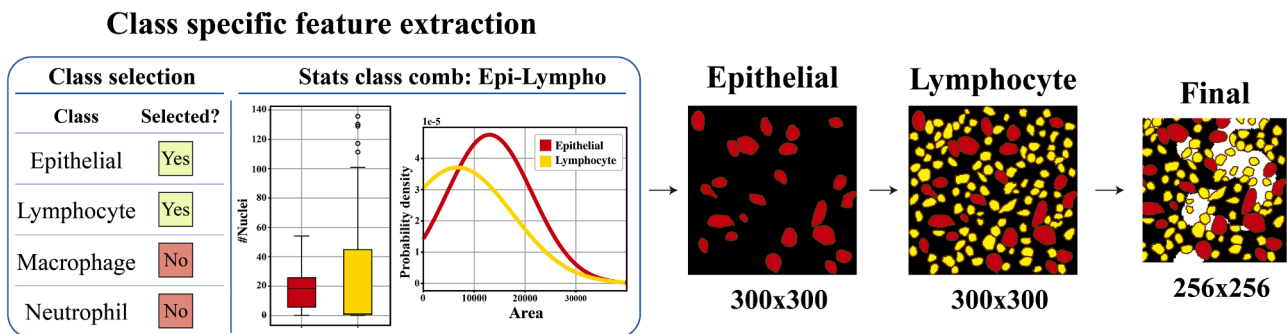 Class specific feature extraction
Class selection
Class Selected?
Epithelial Yes
Lymphocyte Yes
Macrophage No
Neutrophil No
Stats class comb: Epi-Lympho
#Nuclei
140
120
100
80
60
40
20
0
1e-5
Probability density
4
3
2
1
0
Epithelial
Lymphocyte
0 10000 20000 30000
Area
Epithelial
300x300
Lymphocyte
300x300
Final
256x256